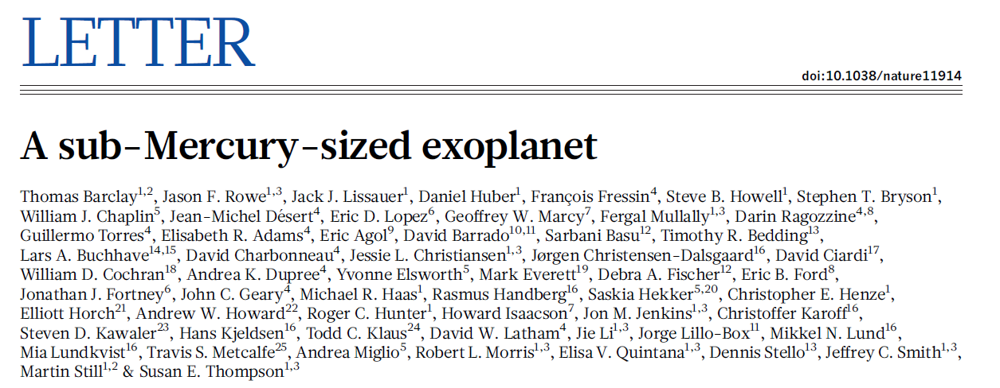 LETTER
doi:10.1038/nature11914
A sub-Mercury-sized exoplanet
Thomas Barclay1,2, Jason F. Rowe1,3, Jack J. Lissauer1, Daniel Huber1, François Fressin4, Steve B. Howell1, Stephen T. Bryson1,
William J. Chaplin5, Jean-Michel Désert4, Eric D. Lopez6, Geoffrey W. Marcy7, Fergal Mullally1,3, Darin Ragozzine4,8,
Guillermo Torres4, Elisabeth R. Adams4, Eric Agol9, David Barrado10,11, Sarbani Basu12, Timothy R. Bedding13,
Lars A. Buchhave14,15, David Charbonneau4, Jessie L. Christiansen1,3, Jørgen Christensen-Dalsgaard16, David Ciardi17,
William D. Cochran18, Andrea K. Dupree4, Yvonne Elsworth5, Mark Everett19, Debra A. Fischer12, Eric B. Ford8,
Jonathan J. Fortney6, John C. Geary4, Michael R. Haas1, Rasmus Handberg16, Saskia Hekker5,20, Christopher E. Henze1,
Elliott Horch21, Andrew W. Howard22, Roger C. Hunter1, Howard Isaacson7, Jon M. Jenkins1,3, Christoffer Karoff16,
Steven D. Kawaler23, Hans Kjeldsen16, Todd C. Klaus24, David W. Latham4, Jie Li1,3, Jorge Lillo-Box11, Mikkel N. Lund16,
Mia Lundkvist16, Travis S. Metcalfe25, Andrea Miglio5, Robert L. Morris1,3, Elisa V. Quintana1,3, Dennis Stello13, Jeffrey C. Smith1,3,
Martin Still1,2 & Susan E. Thompson1,3